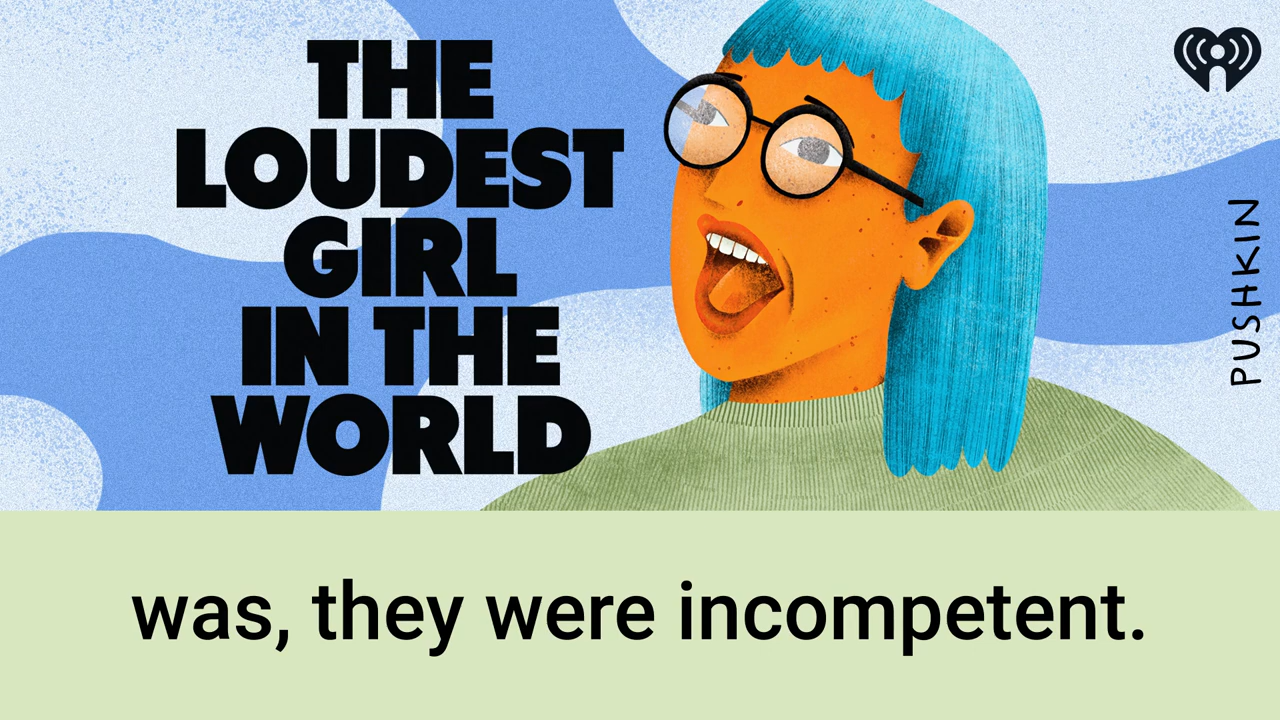 THE
LOUDEST
GIRL
IN THE
WORLD
PUSHKIN
was, they were incompetent.